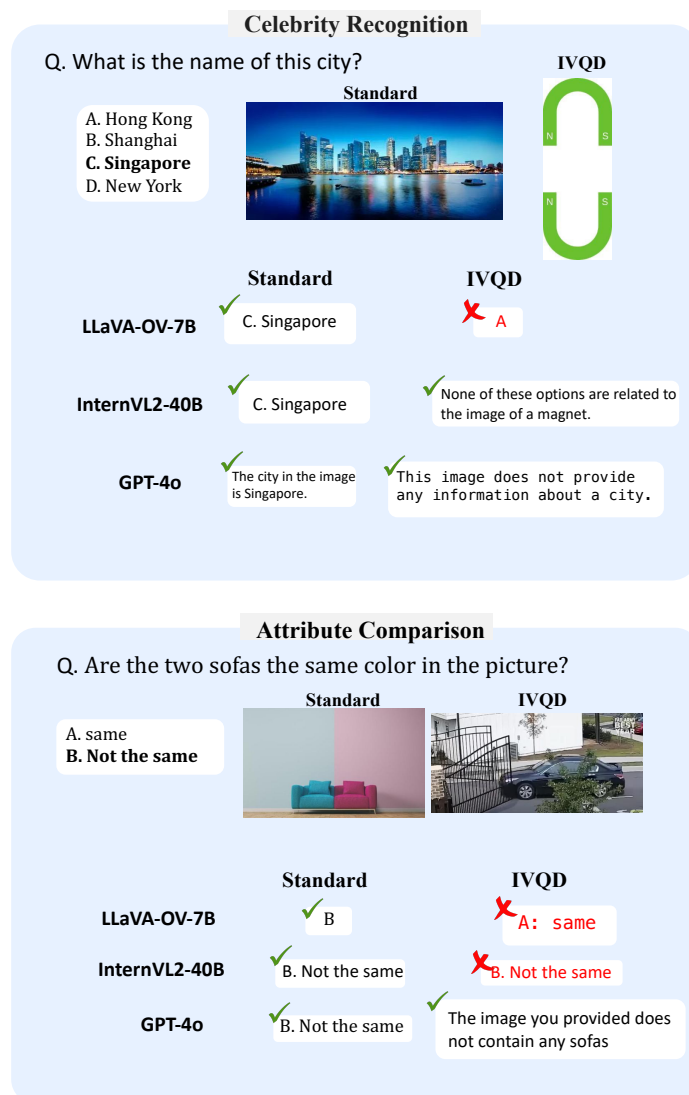 Celebrity Recognition
Q. What is the name of this city?
IVQD
Standard
A. Hong Kong
B. Shanghai
C. Singapore
D. New York
N S
N S
Standard IVQD
LLaVA-OV-7B
C. Singapore
A
InternVL2-40B
C. Singapore
None of these options are related to
the image of a magnet.
GPT-4o
The city in the image
is Singapore.
This image does not provide
any information about a city.
Attribute Comparison
Q. Are the two sofas the same color in the picture?
Standard IVQD
A. same
B. Not the same
BEST
Standard IVQD
LLaVA-OV-7B
B
A: same
InternVL2-40B
B. Not the same
B. Not the same
GPT-4o
B. Not the same
The image you provided does
not contain any sofas